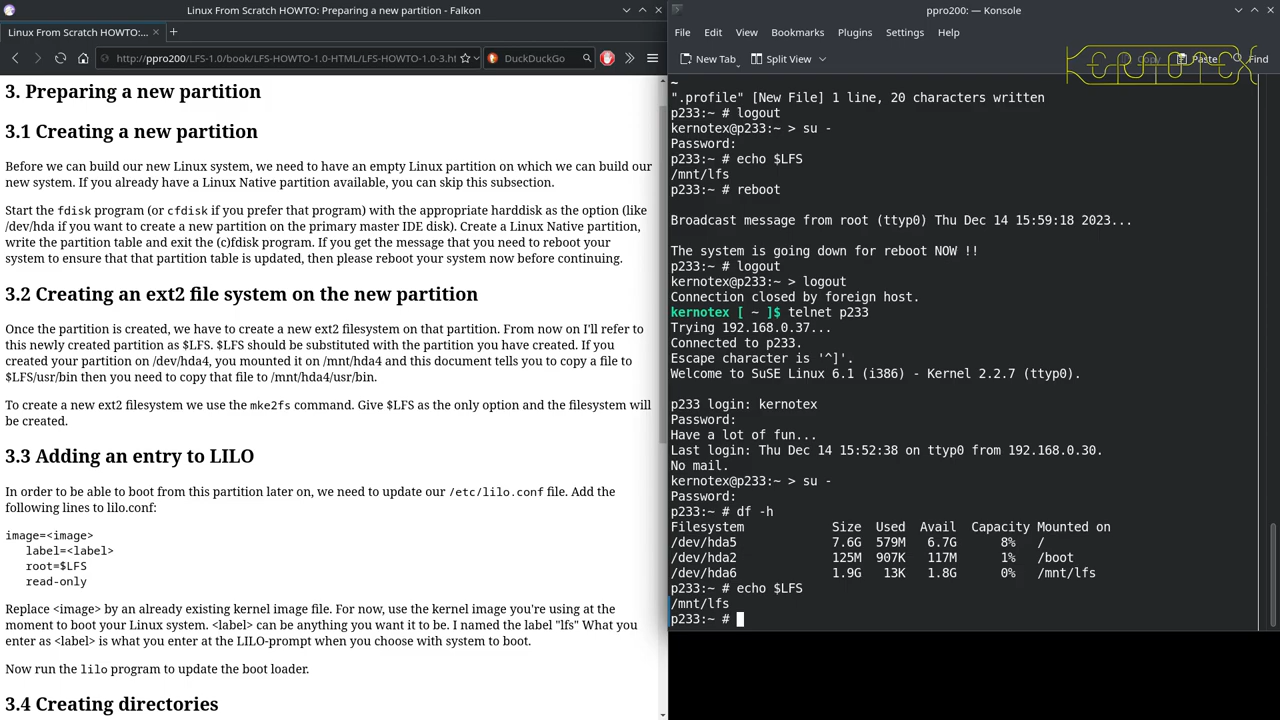 Linux From Scratch HOWTO: Preparing a new partition - Falkon
Linux From Scratch HOWTO:...
http://ppro200/LFS-1.0/book/LFS-HOWTO-1.0-HTML/LFS-HOWTO-1.0-3.ht
DuckDuckGo
3. Preparing a new partition
3.1 Creating a new partition
Before we can build our new Linux system, we need to have an empty Linux partition on which we can build our
new system. If you already have a Linux Native partition available, you can skip this subsection.
Start the fdisk program (or cfdisk if you prefer that program) with the appropriate harddisk as the option (like
/dev/hda if you want to create a new partition on the primary master IDE disk). Create a Linux Native partition,
write the partition table and exit the (c)fdisk program. If you get the message that you need to reboot your
system to ensure that that partition table is updated, then please reboot your system now before continuing.
3.2 Creating an ext2 file system on the new partition
Once the partition is created, we have to create a new ext2 filesystem on that partition. From now on I'll refer to
this newly created partition as $LFS. $LFS should be substituted with the partition you have created. If you
created your partition on /dev/hda4, you mounted it on /mnt/hda4 and this document tells you to copy a file to
$LFS/usr/bin then you need to copy that file to /mnt/hda4/usr/bin.
To create a new ext2 filesystem we use the mke2fs command. Give $LFS as the only option and the filesystem will
be created.
3.3 Adding an entry to LILO
In order to be able to boot from this partition later on, we need to update our /etc/lilo.conf file. Add the
following lines to lilo.conf:
image=<image>
label=<label>
root=$LFS
read-only
Replace <image> by an already existing kernel image file. For now, use the kernel image you're using at the
moment to boot your Linux system. <label> can be anything you want it to be. I named the label "lfs" What you
enter as <label> is what you enter at the LILO-prompt when you choose with system to boot.
Now run the lilo program to update the boot loader.
3.4 Creating directories
ppro200: — Konsole
File Edit View Bookmarks Plugins Settings Help
New Tab Split View Copy Paste Find
KERNOTEX
~
".profile" [New File] 1 line, 20 characters written
p233:~ # logout
kernotex@p233:~ > su -
Password:
p233:~ # echo $LFS
/mnt/lfs
p233:~ # reboot
Broadcast message from root (ttyp0) Thu Dec 14 15:59:18 2023...
The system is going down for reboot NOW !!
p233:~ # logout
kernotex@p233:~ > logout
Connection closed by foreign host.
kernotex [ ~ ]$ telnet p233
Trying 192.168.0.37...
Connected to p233.
Escape character is '^]'.
Welcome to SuSE Linux 6.1 (i386) - Kernel 2.2.7 (ttyp0).
p233 login: kernotex
Password:
Have a lot of fun...
Last login: Thu Dec 14 15:52:38 on ttyp0 from 192.168.0.30.
No mail.
kernotex@p233:~ > su -
Password:
p233:~ # df -h
Filesystem Size Used Avail Capacity Mounted on
/dev/hda5 7.6G 579M 6.7G 8% /
/dev/hda2 125M 907K 117M 1% /boot
/dev/hda6 1.9G 13K 1.8G 0% /mnt/lfs
p233:~ # echo $LFS
/mnt/lfs
p233:~ #